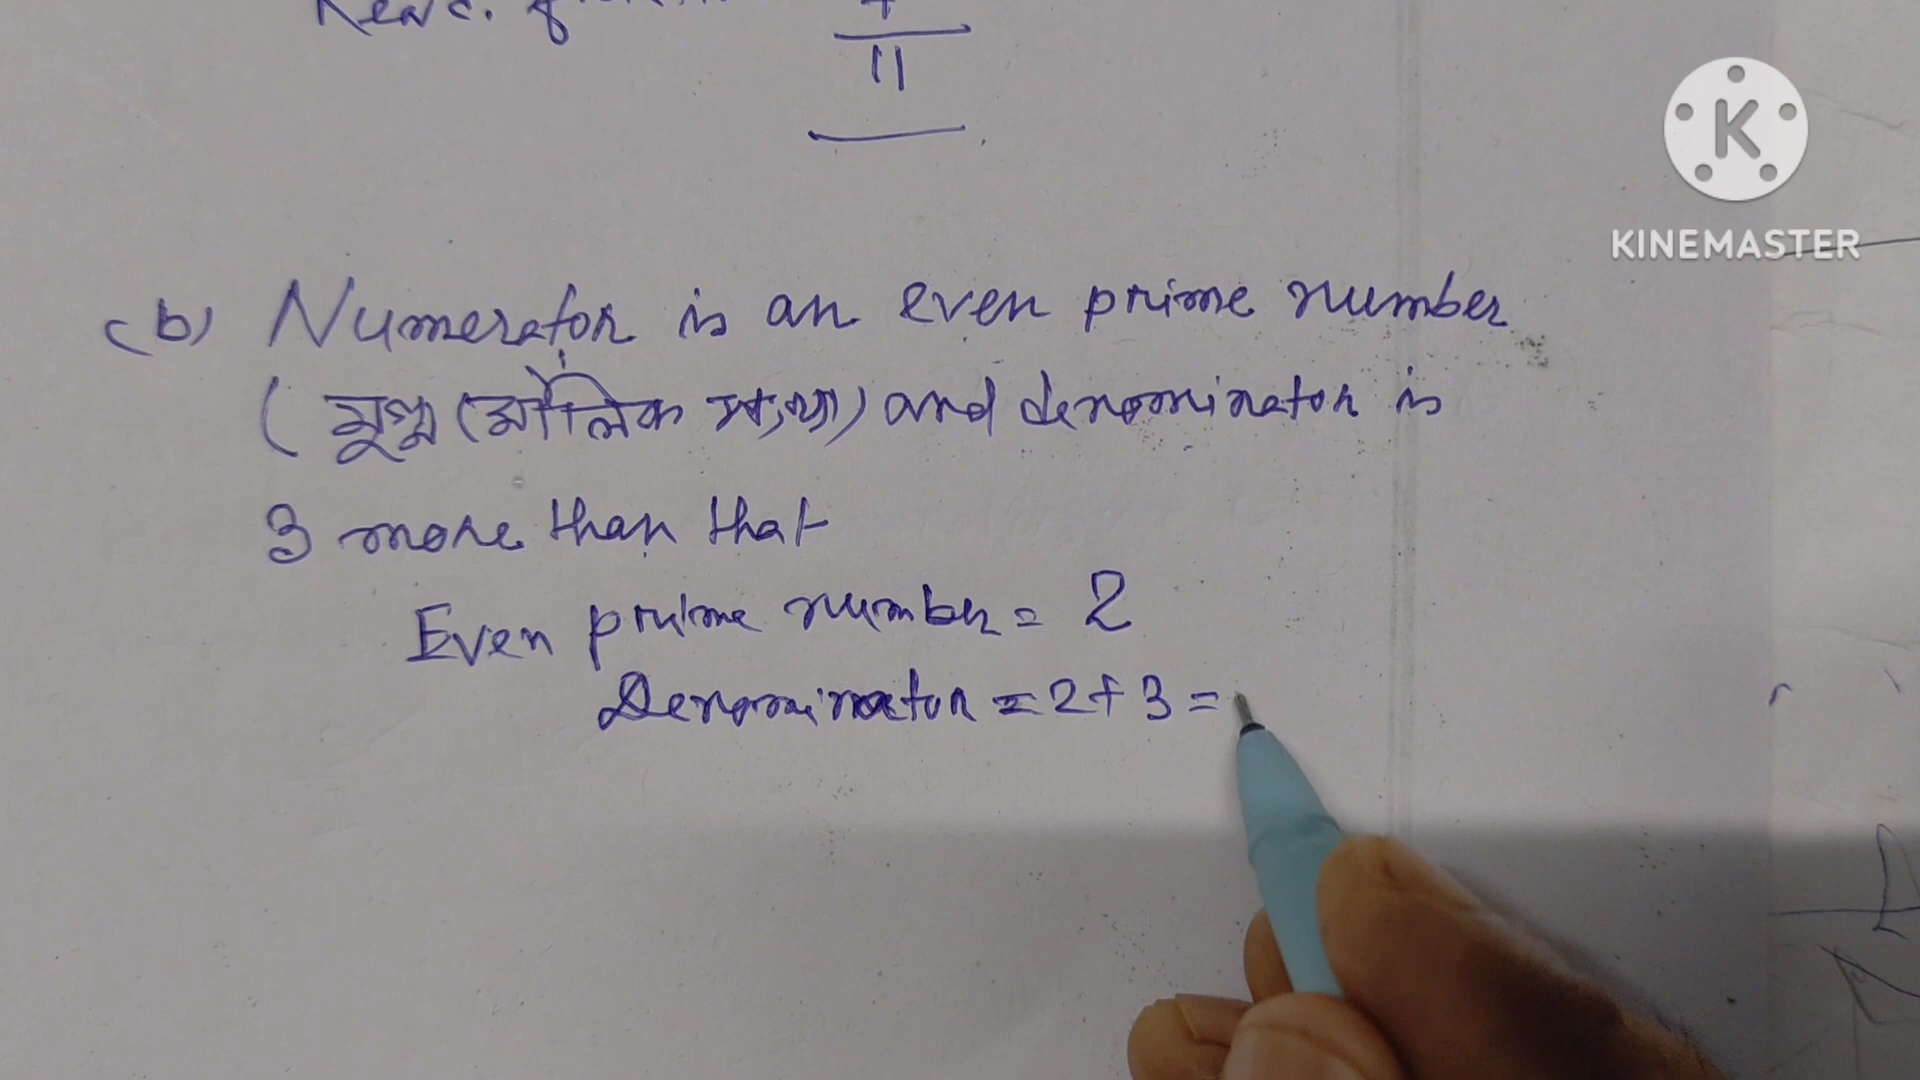 11
K
KINEMASTER
(b) Numerator is an even prime number
(যুগ্ম মৌলিক সংখ্যা) and denominator is
3 more than that
Even prime number = 2
Denominator = 2 + 3 =